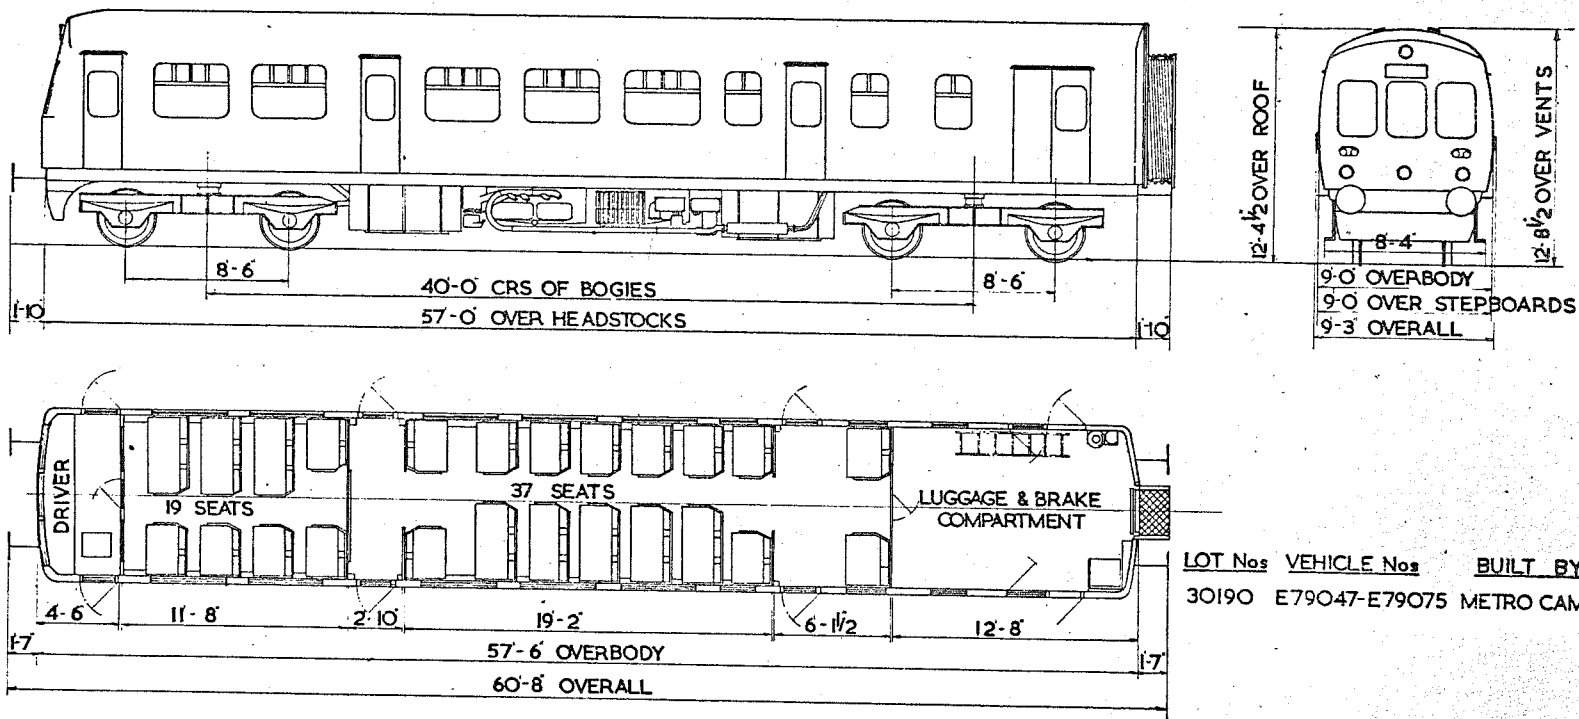 12'-4½" OVER ROOF
12'-8½" OVER VENTS
8'-4"
8'-6"
40'-0" CRS OF BOGIES
8'-6"
1'-10"
57'-0" OVER HEADSTOCKS
1'-10"
9'-0" OVERBODY
9'-0" OVER STEPBOARDS
9'-3" OVERALL
DRIVER
19 SEATS
37 SEATS
LUGGAGE & BRAKE
COMPARTMENT
4'-6"
11'-8"
2'-10"
19'-2"
6'-1½"
12'-8"
1'-7"
57'-6" OVERBODY
1'-7"
60'-8" OVERALL
LOT Nos VEHICLE Nos BUILT BY
30190 E79047-E79075 METRO CAM